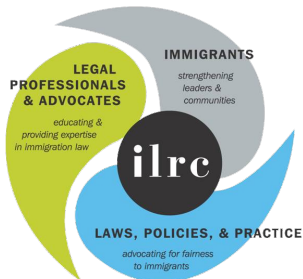 IMMIGRANTS
strengthening
leaders &
communities
LEGAL
PROFESSIONALS
& ADVOCATES
educating &
providing expertise
in immigration law
ilrc
LAWS, POLICIES, & PRACTICE
advocating for fairness
to immigrants